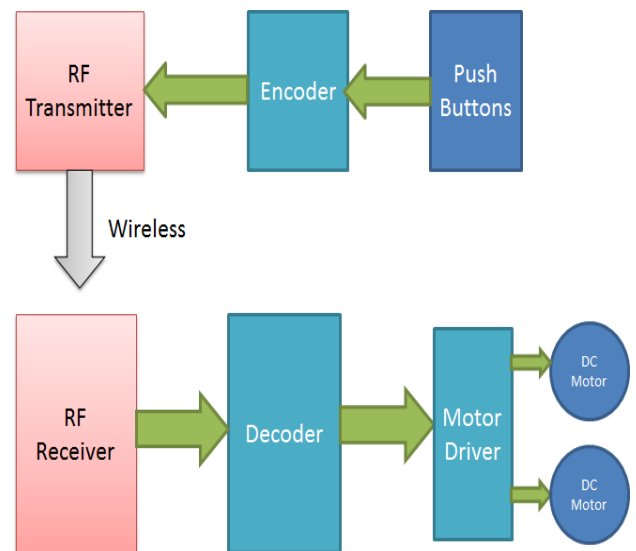 RF
Transmitter
Encoder
Push
Buttons
Wireless
RF
Receiver
Decoder
Motor
Driver
DC
Motor
DC
Motor